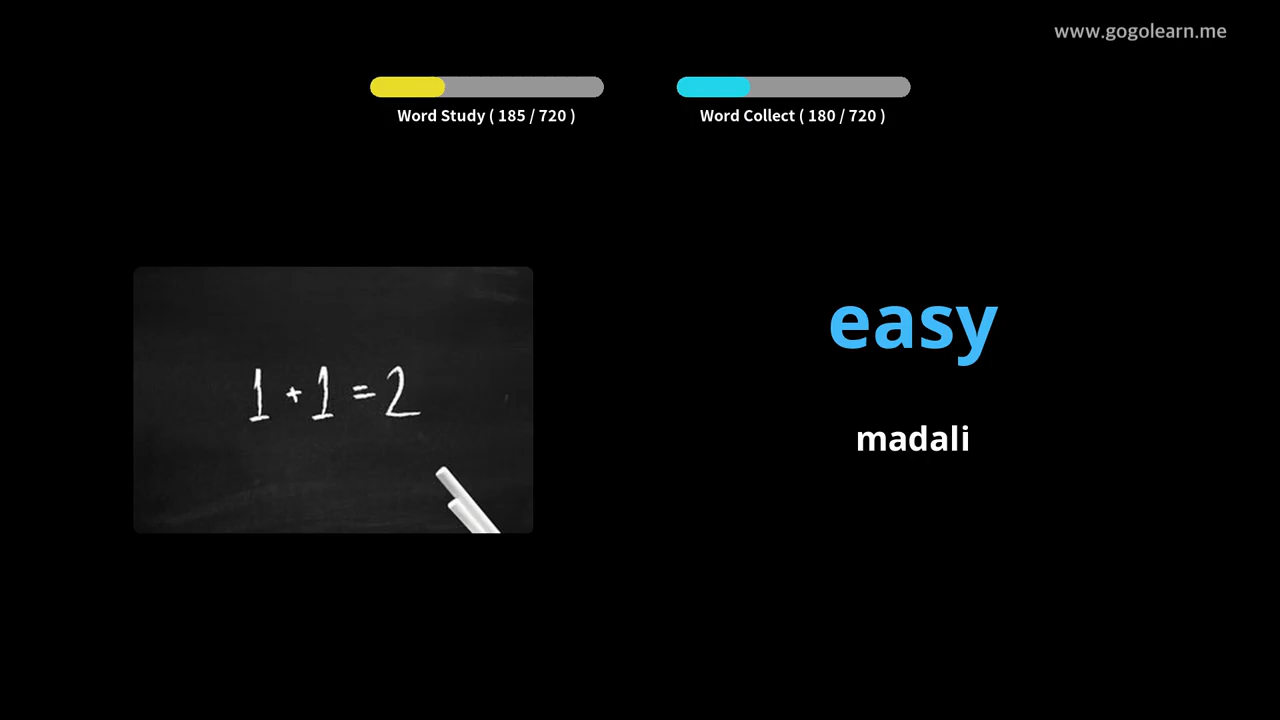 www.gogolearn.me
Word Study ( 185 / 720 )
Word Collect ( 180 / 720 )
1 + 1 = 2
easy
madali